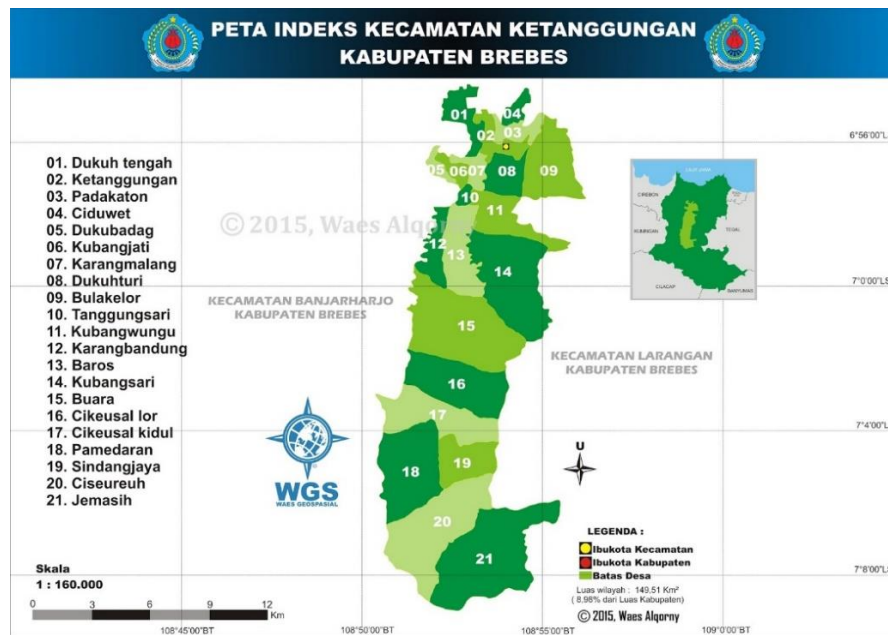 PETA INDEKS KECAMATAN KETANGGUNGAN
KABUPATEN BREBES
01. Dukuh tengah
02. Ketanggungan
03. Padakaton
04. Ciduwet
05. Dukubadag
06. Kubangjati
07. Karangmalang
08. Dukuhturi
09. Bulakelor
10. Tanggungsari
11. Kubangwungu
12. Karangbandung
13. Baros
14. Kubangsari
15. Buara
16. Cikeusal lor
17. Cikeusal kidul
18. Pamedaran
19. Sindangjaya
20. Ciseureuh
21. Jemasih
01
04
02
03
05
06
07
08
09
10
11
12
13
14
15
16
17
18
19
20
21
© 2015, Waes Alqorny
KECAMATAN BANJARHARJO
KABUPATEN BREBES
KECAMATAN LARANGAN
KABUPATEN BREBES
6°56'00"LS
7°0'00"LS
7°4'00"LS
7°8'00"LS
CIREBON
KUNINGAN
TEGAL
CILACAP
BANYUMAS
WGS
WAES GEOSPASIAL
U
LEGENDA :
Ibukota Kecamatan
Ibukota Kabupaten
Batas Desa
Luas wilayah : 149.51 Km²
( 8,98% dari Luas Kabupaten)
© 2015, Waes Alqorny
Skala
1 : 160.000
0 3 6 9 12
Km
108°45'00"BT
108°50'00"BT
108°55'00"BT
109°0'00"BT